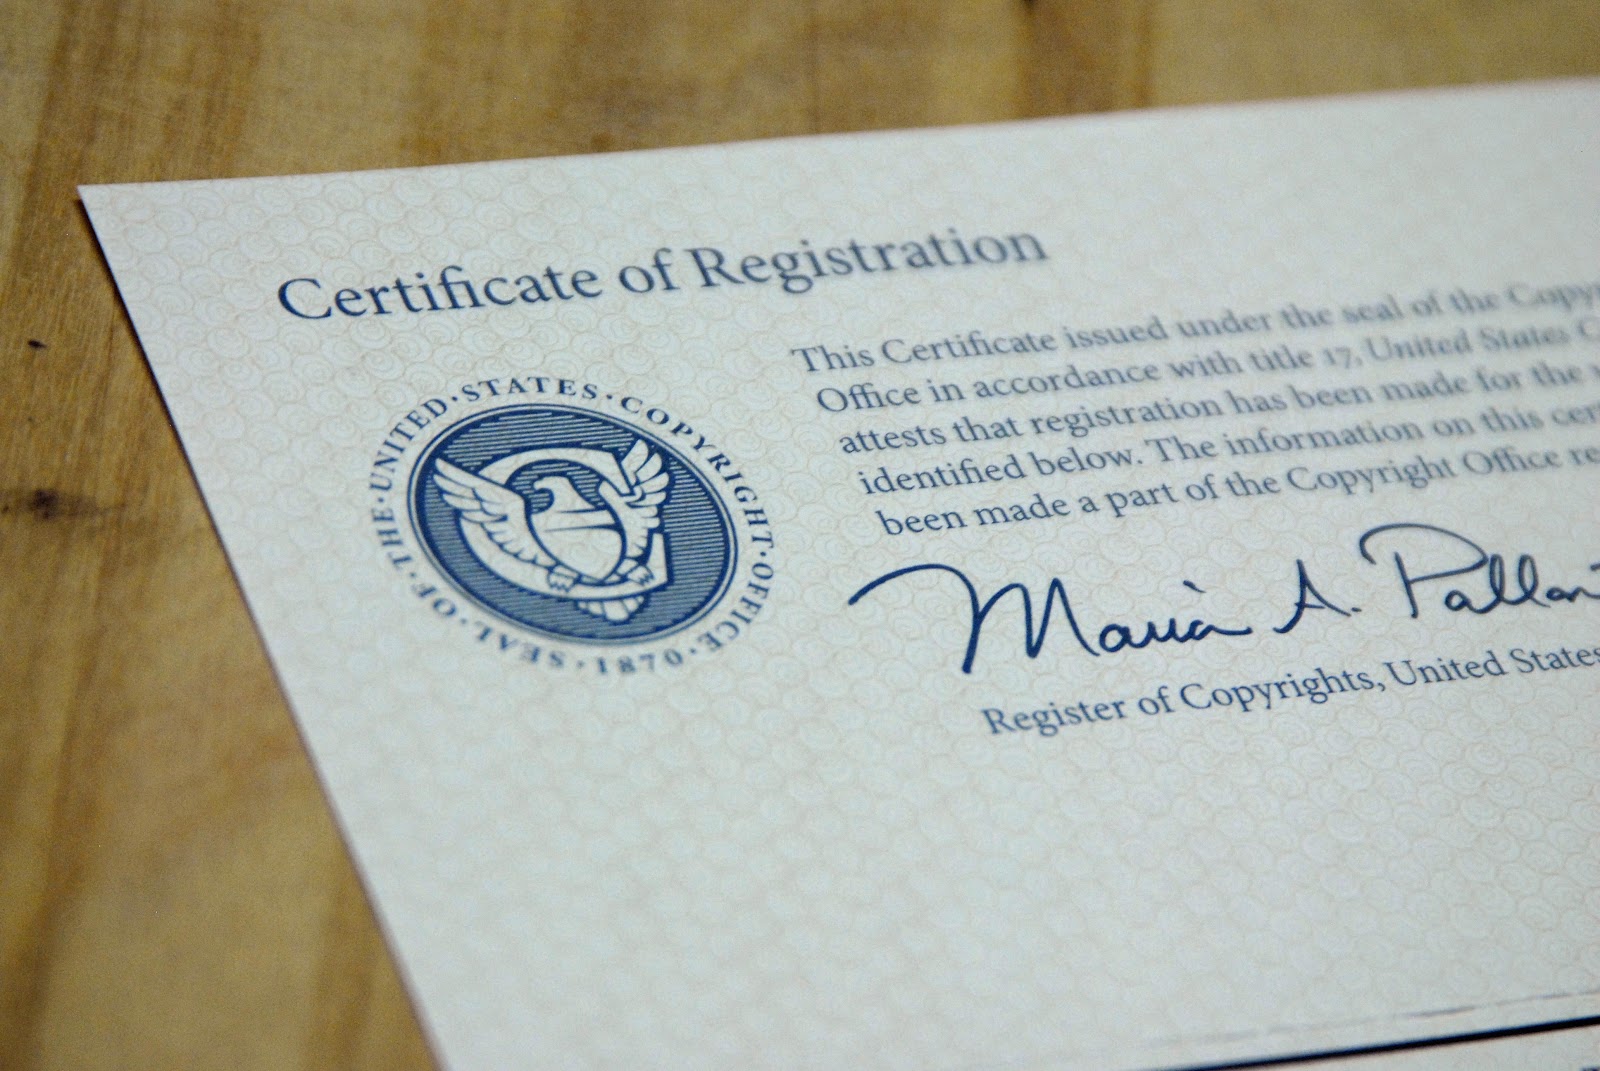 Certificate of Registration
THE · UNITED · STATES · COPYRIGHT · OFFICE · 1870 · SEAL · OF ·
This Certificate issued under the seal of the
Office in accordance with title 17, United States
attests that registration has been made for the
identified below. The information on this
been made a part of the Copyright Office
Maria A. Pallan
Register of Copyrights, United States